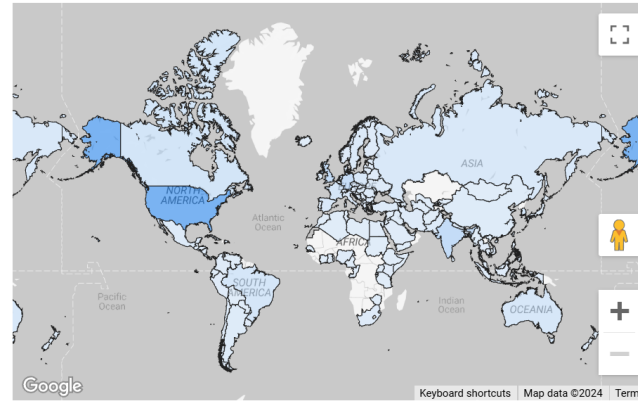 ASIA
NORTH
AMERICA
Atlantic
Ocean
AFRICA
SOUTH
AMERICA
Pacific
Ocean
Indian
Ocean
OCEANIA
Google
Keyboard shortcuts
Map data ©2024
Term